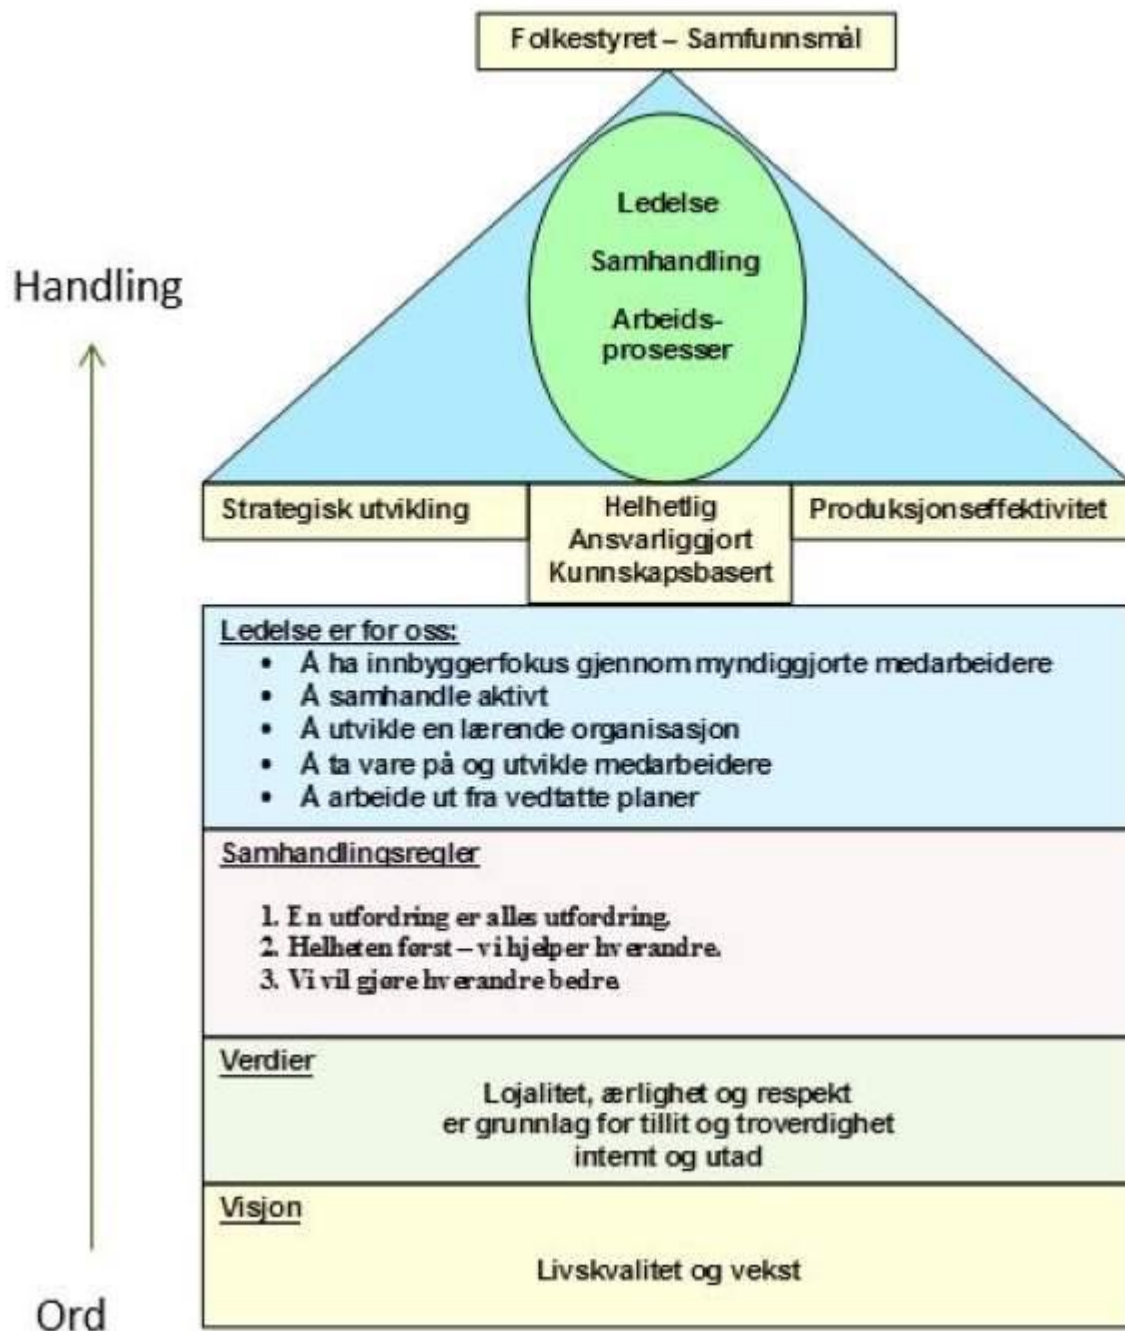 Folkestyret – Samfunnsmål
Ledelse
Samhandling
Arbeids-
prosesser
Handling
Strategisk utvikling
Helhetlig
Ansvarliggjort
Kunnskapsbasert
Produksjonseffektivitet
Ledelse er for oss:
• Å ha innbyggerfokus gjennom myndiggjorte medarbeidere
• Å samhandle aktivt
• Å utvikle en lærende organisasjon
• Å ta vare på og utvikle medarbeidere
• Å arbeide ut fra vedtatte planer
Samhandlingsregler
1. En utfordring er alles utfordring.
2. Helheten først – vi hjelper hverandre.
3. Vi vil gjøre hverandre bedre.
Verdier
Lojalitet, ærlighet og respekt
er grunnlag for tillit og troverdighet
internt og utad
Visjon
Livskvalitet og vekst
Ord